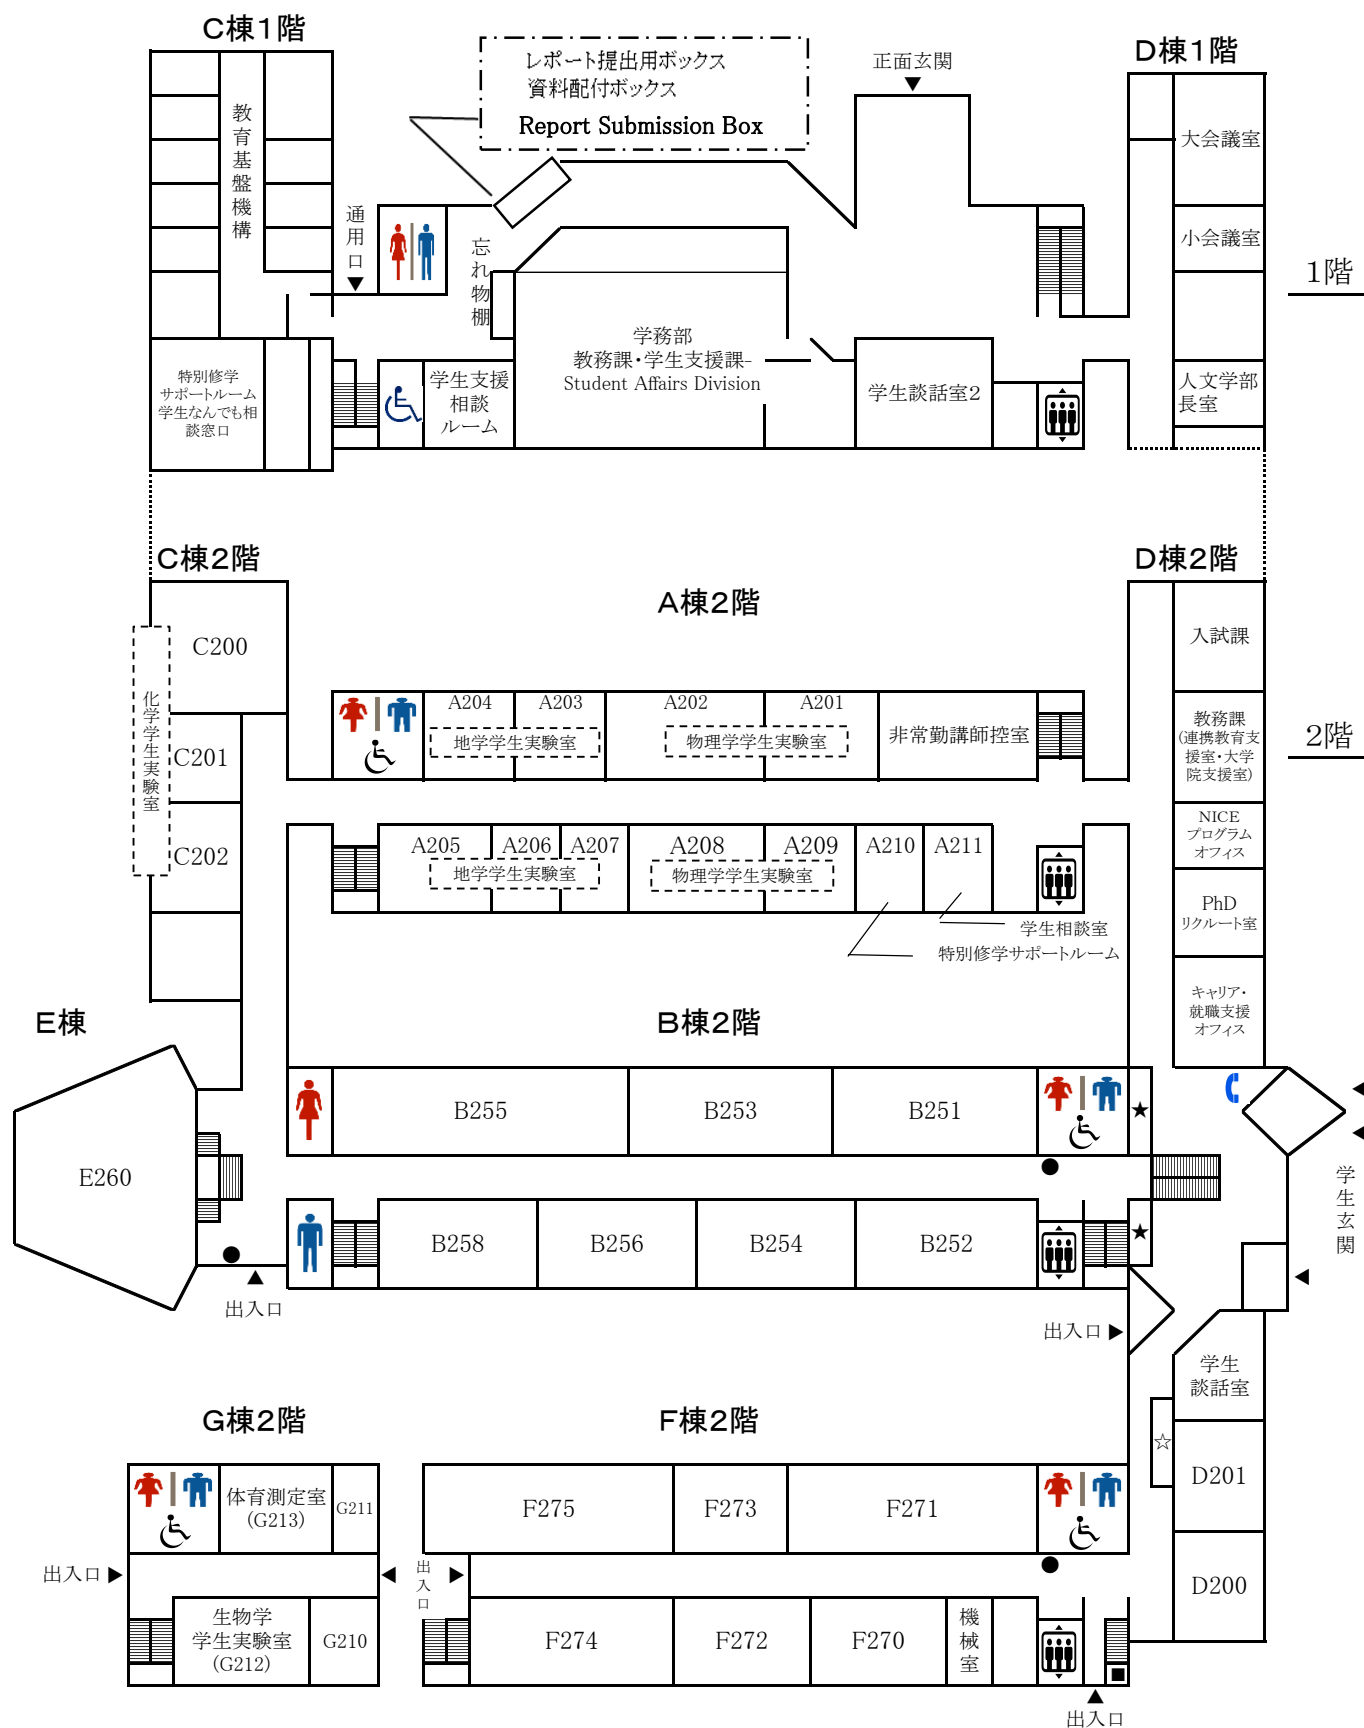 C棟1階
レポート提出用ボックス
資料配付ボックス
Report Submission Box
正面玄関
D棟1階
教育基盤機構
通用口
忘れ物棚
大会議室
小会議室
1階
学務部
教務課・学生支援課-
Student Affairs Division
特別修学
サポートルーム
学生なんでも相
談窓口
学生支援
相談
ルーム
学生談話室2
人文学部
長室
C棟2階
A棟2階
D棟2階
C200
化学学生実験室
C201
C202
A204
A203
A202
A201
地学学生実験室
物理学学生実験室
非常勤講師控室
入試課
教務課
(連携教育支
援室・大学
院支援室)
2階
NICE
プログラム
オフィス
A205
A206
A207
A208
A209
A210
A211
地学学生実験室
物理学学生実験室
学生相談室
特別修学サポートルーム
PhD
リクルート室
キャリア・
就職支援
オフィス
E棟
B棟2階
B255
B253
B251
★
E260
学生玄関
B258
B256
B254
B252
★
出入口
出入口
学生
談話室
G棟2階
F棟2階
☆
体育測定室
(G213)
G211
F275
F273
F271
D201
出入口
出入口
D200
生物学
学生実験室
(G212)
G210
F274
F272
F270
機械室
出入口